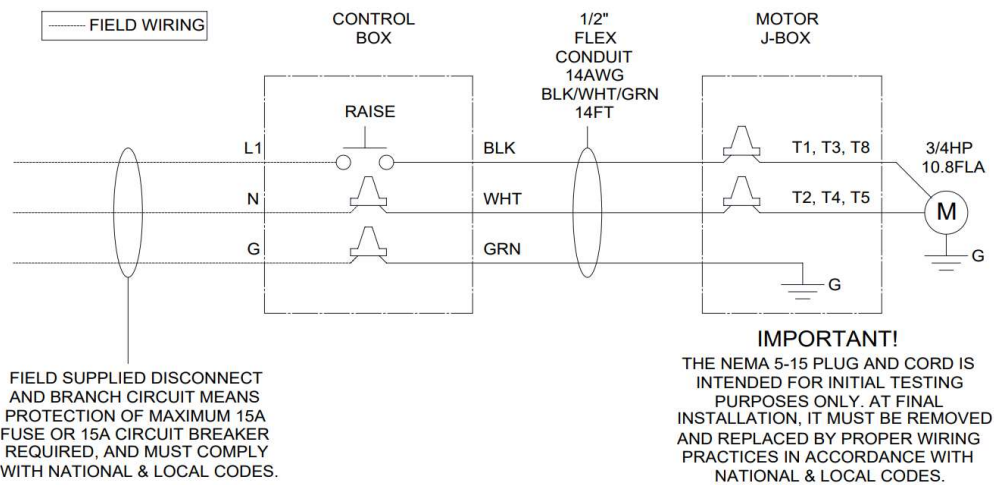 FIELD WIRING
CONTROL
BOX
1/2"
FLEX
CONDUIT
14AWG
BLK/WHT/GRN
14FT
MOTOR
J-BOX
RAISE
L1
BLK
T1, T3, T8
3/4HP
10.8FLA
N
WHT
T2, T4, T5
M
G
GRN
G
G
FIELD SUPPLIED DISCONNECT
AND BRANCH CIRCUIT MEANS
PROTECTION OF MAXIMUM 15A
FUSE OR 15A CIRCUIT BREAKER
REQUIRED, AND MUST COMPLY
WITH NATIONAL & LOCAL CODES.
IMPORTANT!
THE NEMA 5-15 PLUG AND CORD IS
INTENDED FOR INITIAL TESTING
PURPOSES ONLY. AT FINAL
INSTALLATION, IT MUST BE REMOVED
AND REPLACED BY PROPER WIRING
PRACTICES IN ACCORDANCE WITH
NATIONAL & LOCAL CODES.